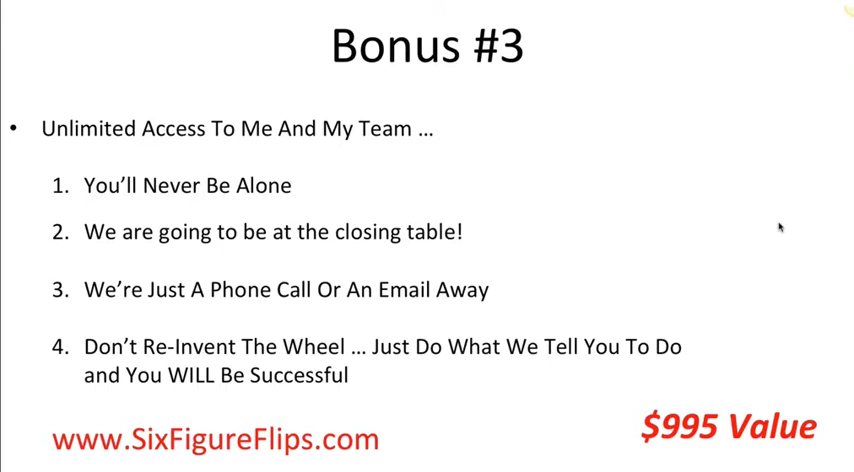 Bonus #3
• Unlimited Access To Me And My Team …
1. You’ll Never Be Alone
2. We are going to be at the closing table!
3. We’re Just A Phone Call Or An Email Away
4. Don’t Re-Invent The Wheel … Just Do What We Tell You To Do
and You WILL Be Successful
$995 Value
www.SixFigureFlips.com